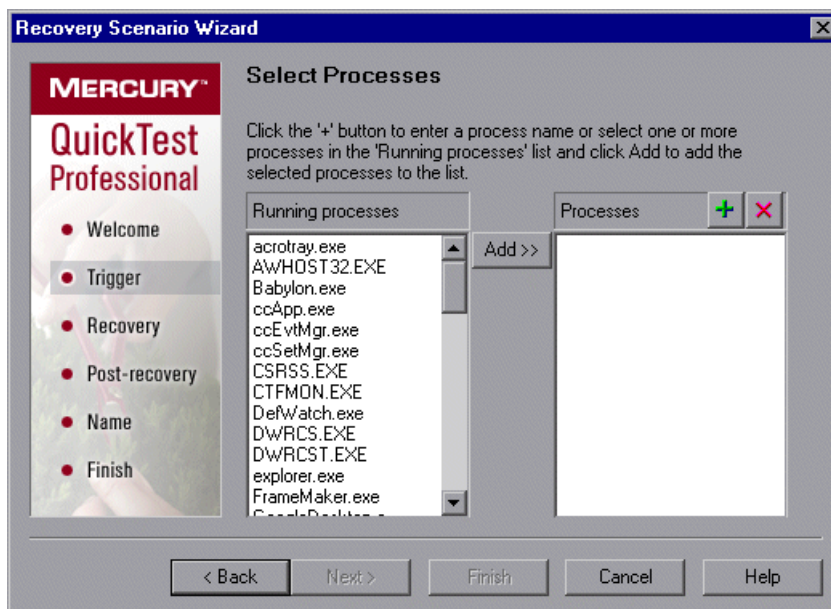 Recovery Scenario Wizard
MERCURY™
QuickTest
Professional
Welcome
Trigger
Recovery
Post-recovery
Name
Finish
Select Processes
Click the '+' button to enter a process name or select one or more
processes in the 'Running processes' list and click Add to add the
selected processes to the list.
Running processes
acrotray.exe
AWHOST32.EXE
Babylon.exe
ccApp.exe
ccEvtMgr.exe
ccSetMgr.exe
CSRSS.EXE
CTFMON.EXE
DefWatch.exe
DWRCS.EXE
DWRCST.EXE
explorer.exe
FrameMaker.exe
Add >>
Processes
< Back
Next >
Finish
Cancel
Help